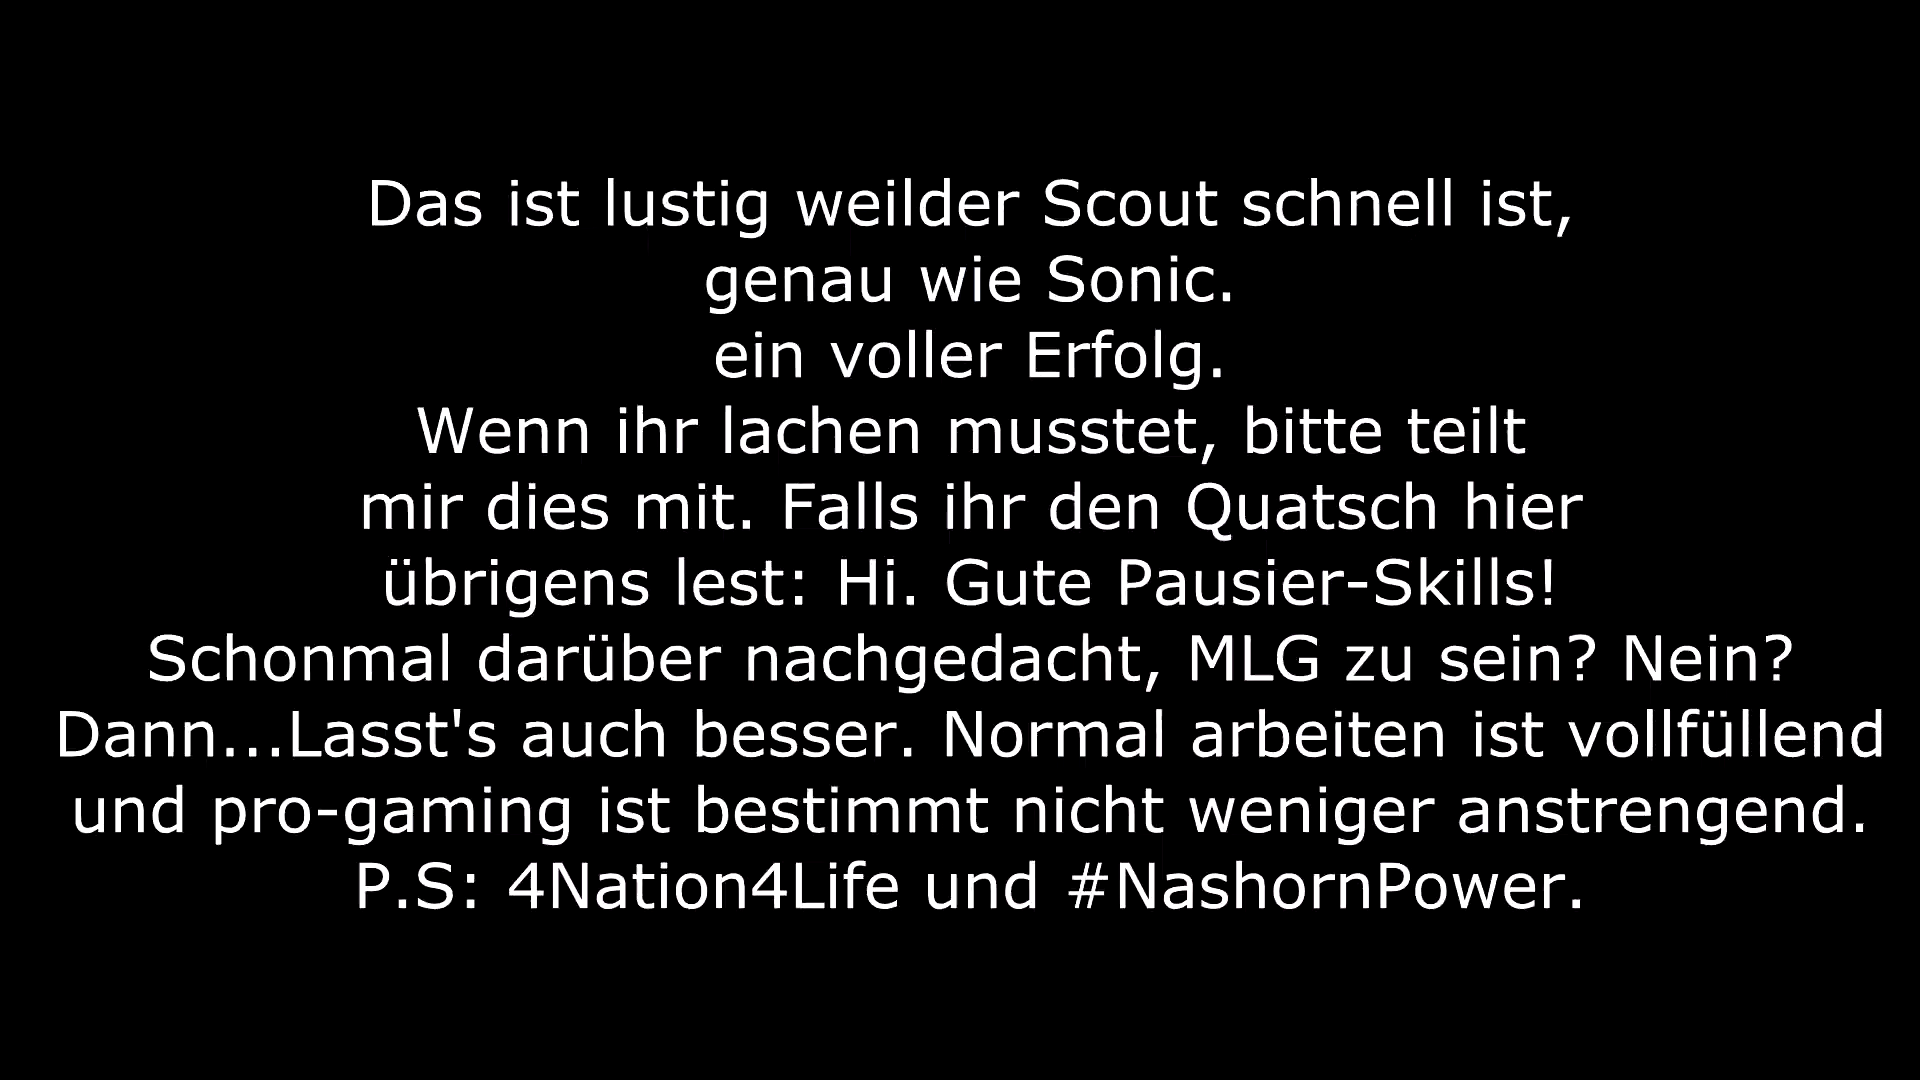 Das ist lustig weilder Scout schnell ist,
genau wie Sonic.
ein voller Erfolg.
Wenn ihr lachen musstet, bitte teilt
mir dies mit. Falls ihr den Quatsch hier
übrigens lest: Hi. Gute Pausier-Skills!
Schonmal darüber nachgedacht, MLG zu sein? Nein?
Dann...Lasst's auch besser. Normal arbeiten ist vollfüllend
und pro-gaming ist bestimmt nicht weniger anstrengend.
P.S: 4Nation4Life und #NashornPower.